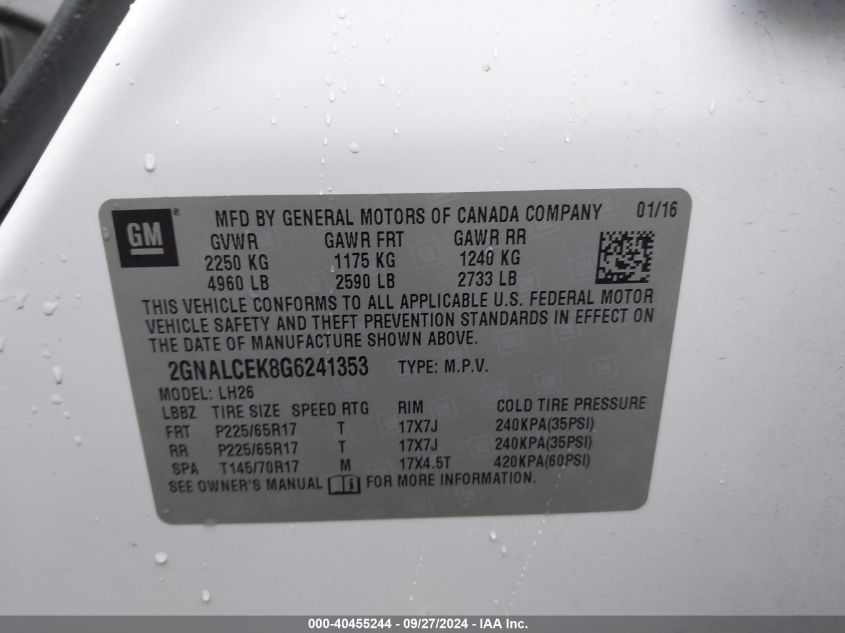 GM ® MFD BY GENERAL MOTORS OF CANADA COMPANY 01/16
GVWR GAWR FRT GAWR RR
2250 KG 1175 KG 1240 KG
4960 LB 2590 LB 2733 LB
THIS VEHICLE CONFORMS TO ALL APPLICABLE U.S. FEDERAL MOTOR
VEHICLE SAFETY AND THEFT PREVENTION STANDARDS IN EFFECT ON
THE DATE OF MANUFACTURE SHOWN ABOVE.
2GNALCEK8G6241353 TYPE: M.P.V.
MODEL: LH26
LBBZ TIRE SIZE SPEED RTG RIM COLD TIRE PRESSURE
FRT P225/65R17 T 17X7J 240KPA(35PSI)
RR P225/65R17 T 17X7J 240KPA(35PSI)
SPA T145/70R17 M 17X4.5T 420KPA(60PSI)
SEE OWNER'S MANUAL FOR MORE INFORMATION.
000-40455244 - 09/27/2024 - IAA Inc.